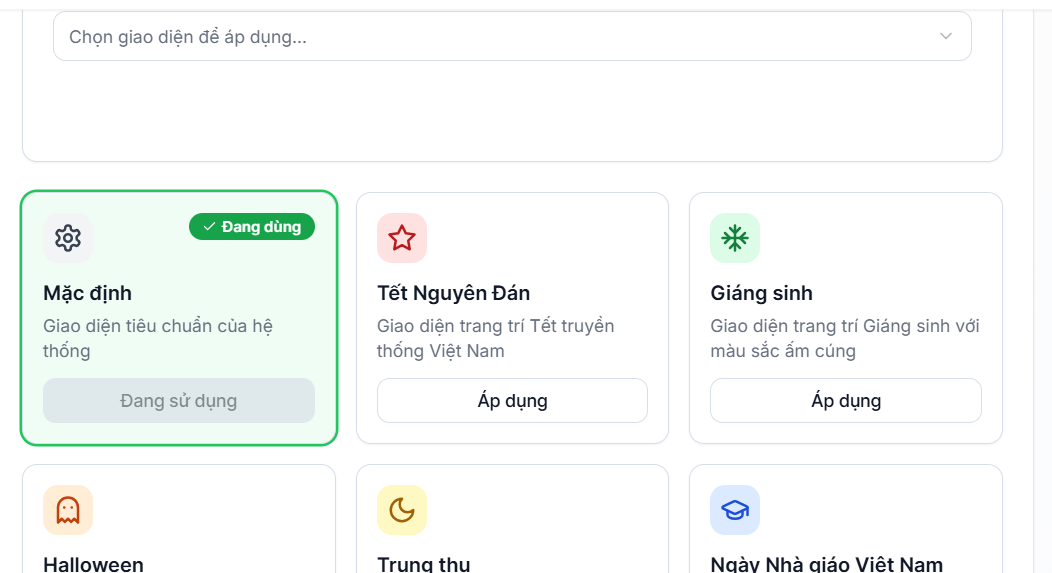 Chọn giao diện để áp dụng...
Đang dùng
Mặc định
Giao diện tiêu chuẩn của hệ
thống
Đang sử dụng
Tết Nguyên Đán
Giao diện trang trí Tết truyền
thống Việt Nam
Áp dụng
Giáng sinh
Giao diện trang trí Giáng sinh với
màu sắc ấm cúng
Áp dụng
Halloween
Trung thu
Ngày Nhà giáo Việt Nam